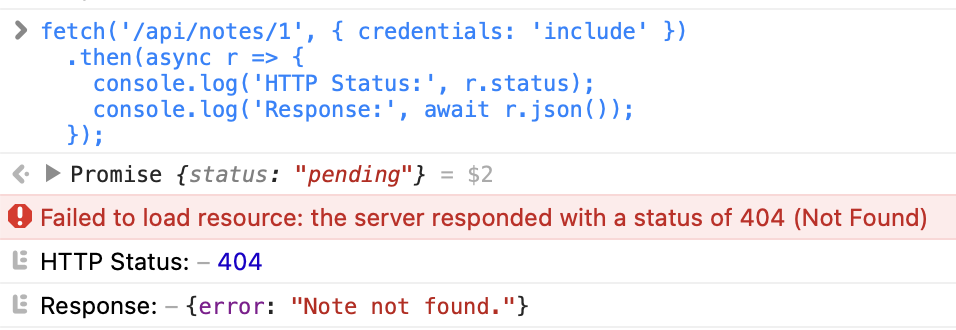 fetch('/api/notes/1', { credentials: 'include' })
  .then(async r => {
    console.log('HTTP Status:', r.status);
    console.log('Response:', await r.json());
  });
Promise {status: "pending"} = $2
Failed to load resource: the server responded with a status of 404 (Not Found)
HTTP Status: – 404
Response: – {error: "Note not found."}